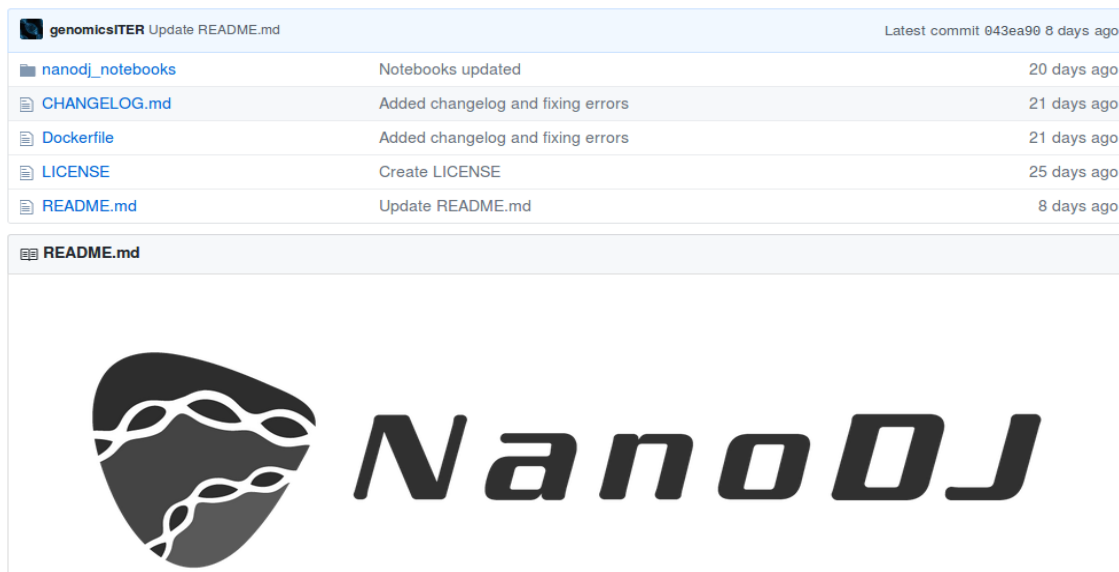 genomicsITER Update README.md Latest commit 043ea90 8 days ago
nanodj_notebooks Notebooks updated 20 days ago
CHANGELOG.md Added changelog and fixing errors 21 days ago
Dockerfile Added changelog and fixing errors 21 days ago
LICENSE Create LICENSE 25 days ago
README.md Update README.md 8 days ago
README.md
NanoDJ